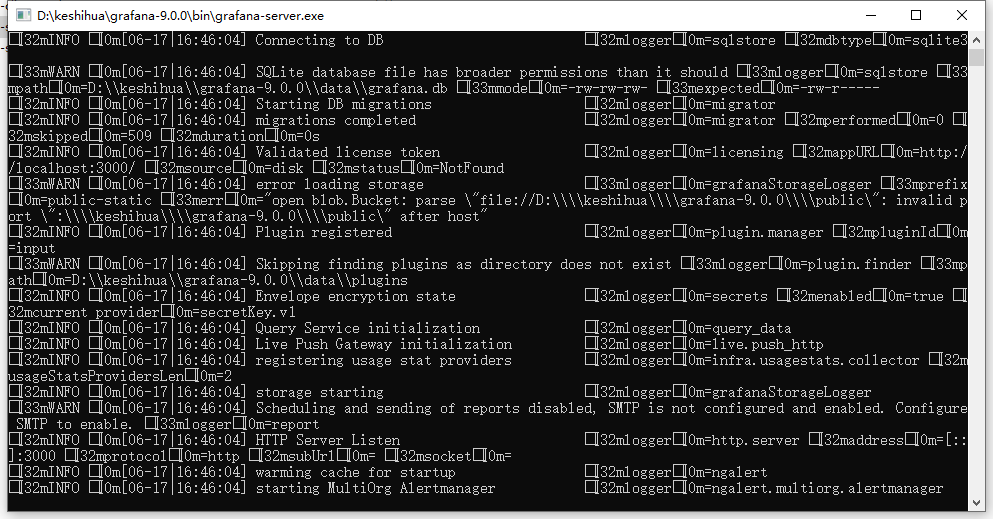 D:\keshihua\grafana-9.0.0\bin\grafana-server.exe
□[32mINFO □[0m[06-17|16:46:04] Connecting to DB □[32mlogger□[0m=sqlstore □[32mdbtype□[0m=sqlite3
□[33mWARN □[0m[06-17|16:46:04] SQLite database file has broader permissions than it should □[33mlogger□[0m=sqlstore □[33
mpath□[0m=D:\\keshihua\\grafana-9.0.0\\data\\grafana.db □[33mmode□[0m=-rw-rw-rw- □[33mexpected□[0m=-rw-r-----
□[32mINFO □[0m[06-17|16:46:04] Starting DB migrations □[32mlogger□[0m=migrator
□[32mINFO □[0m[06-17|16:46:04] migrations completed □[32mlogger□[0m=migrator □[32mperformed□[0m=0 □[
32mskipped□[0m=509 □[32mduration□[0m=0s
□[32mINFO □[0m[06-17|16:46:04] Validated license token □[32mlogger□[0m=licensing □[32mappURL□[0m=http:/
/localhost:3000/ □[32msource□[0m=disk □[32mstatus□[0m=NotFound
□[33mWARN □[0m[06-17|16:46:04] error loading storage □[33mlogger□[0m=grafanaStorageLogger □[33mprefix
□[0m=public-static □[33merr□[0m="open blob.Bucket: parse \"file://D:\\\\keshihua\\\\grafana-9.0.0\\\\public\": invalid p
ort \":\\\\keshihua\\\\grafana-9.0.0\\\\public\" after host"
□[32mINFO □[0m[06-17|16:46:04] Plugin registered □[32mlogger□[0m=plugin.manager □[32mpluginId□[0m
=input
□[33mWARN □[0m[06-17|16:46:04] Skipping finding plugins as directory does not exist □[33mlogger□[0m=plugin.finder □[33mp
ath□[0m=D:\\keshihua\\grafana-9.0.0\\data\\plugins
□[32mINFO □[0m[06-17|16:46:04] Envelope encryption state □[32mlogger□[0m=secrets □[32menabled□[0m=true □[
32mcurrent provider□[0m=secretKey.v1
□[32mINFO □[0m[06-17|16:46:04] Query Service initialization □[32mlogger□[0m=query_data
□[32mINFO □[0m[06-17|16:46:04] Live Push Gateway initialization □[32mlogger□[0m=live.push_http
□[32mINFO □[0m[06-17|16:46:04] registering usage stat providers □[32mlogger□[0m=infra.usagestats.collector □[32m
usageStatsProvidersLen□[0m=2
□[32mINFO □[0m[06-17|16:46:04] storage starting □[32mlogger□[0m=grafanaStorageLogger
□[33mWARN □[0m[06-17|16:46:04] Scheduling and sending of reports disabled, SMTP is not configured and enabled. Configure
SMTP to enable. □[33mlogger□[0m=report
□[32mINFO □[0m[06-17|16:46:04] HTTP Server Listen □[32mlogger□[0m=http.server □[32maddress□[0m=[::
]:3000 □[32mprotocol□[0m=http □[32msubUrl□[0m= □[32msocket□[0m=
□[32mINFO □[0m[06-17|16:46:04] warming cache for startup □[32mlogger□[0m=ngalert
□[32mINFO □[0m[06-17|16:46:04] starting MultiOrg Alertmanager □[32mlogger□[0m=ngalert.multiorg.alertmanager